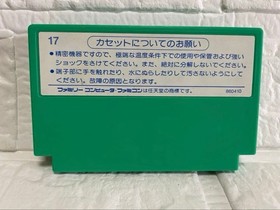 17
カセットについてのお願い
●精密機器ですので、極端な温度条件下での使用や保管および強い
ショックをさけてください。また、絶対に分解しないでください。
●端子部に手を触れたり、水にぬらしたりして汚さないようにして
ください。故障の原因となります。
ファミリーコンピュータ・ファミコンは任天堂の商標です。